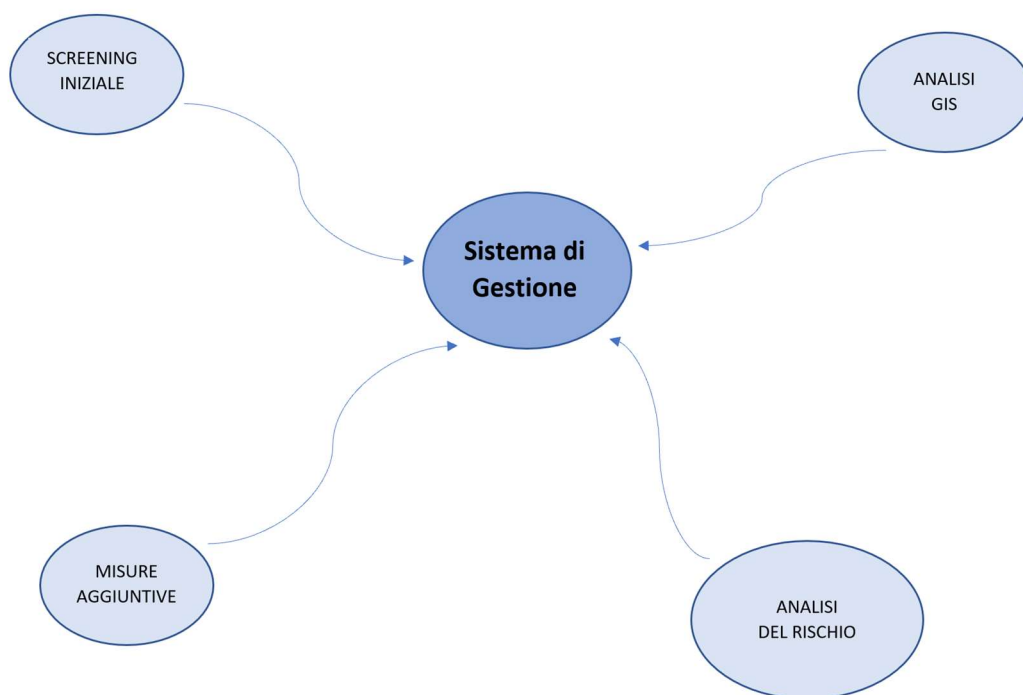 SCREENING
INIZIALE
ANALISI
GIS
Sistema di
Gestione
MISURE
AGGIUNTIVE
ANALISI
DEL RISCHIO